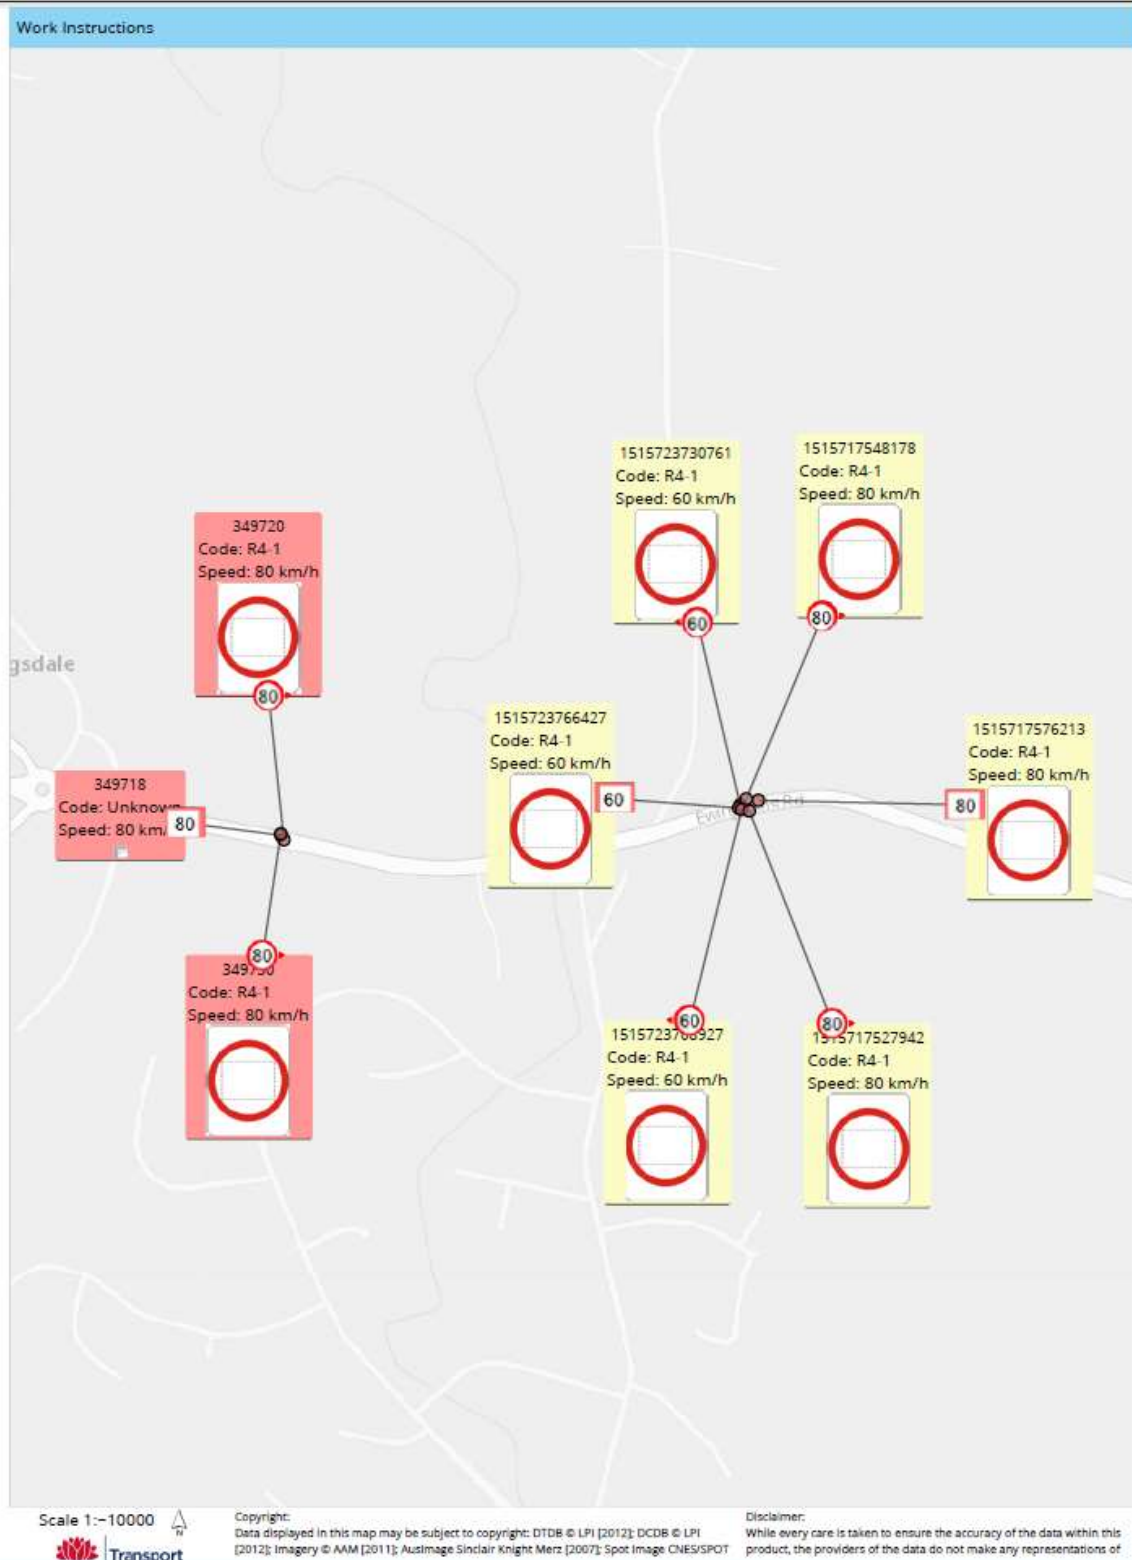 Work Instructions
1515717548178
Code: R4-1
Speed: 80 km/h
80
1515723730761
Code: R4-1
Speed: 60 km/h
60
349720
Code: R4-1
Speed: 80 km/h
80
gsdale
1515723766427
Code: R4-1
Speed: 60 km/h
60
1515717576213
Code: R4-1
Speed: 80 km/h
80
349718
Code: Unknown
Speed: 80 km/
80
Rd
80
Code: R4-1
Speed: 80 km/h
60
Code: R4-1
Speed: 60 km/h
80
1515717527942
Code: R4-1
Speed: 80 km/h
Scale 1:~10000
N
Transport
Copyright:
Data displayed in this map may be subject to copyright: DTDB © LPI [2012]; DCDB © LPI
[2012]; Imagery © AAM [2011]; AusImage Sinclair Knight Merz [2007]; Spot Image CNES/SPOT
Disclaimer:
While every care is taken to ensure the accuracy of the data within this
product, the providers of the data do not make any representations of